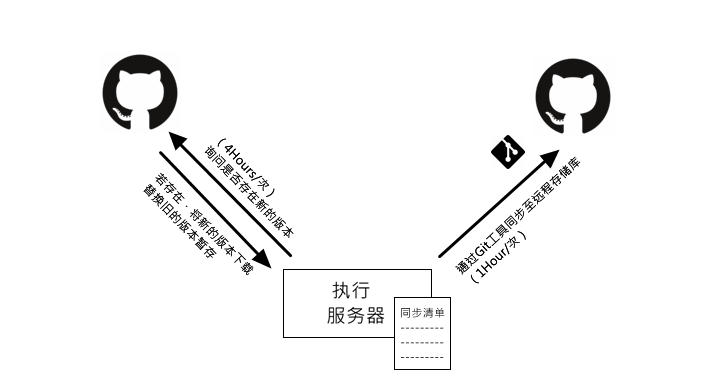 （4Hours/次）
询问是否存在新的版本
若存在，将新的版本下载
替换旧的版本暂存
通过Git工具同步至远程存储库
（1Hour/次）
执行
服务器
同步清单